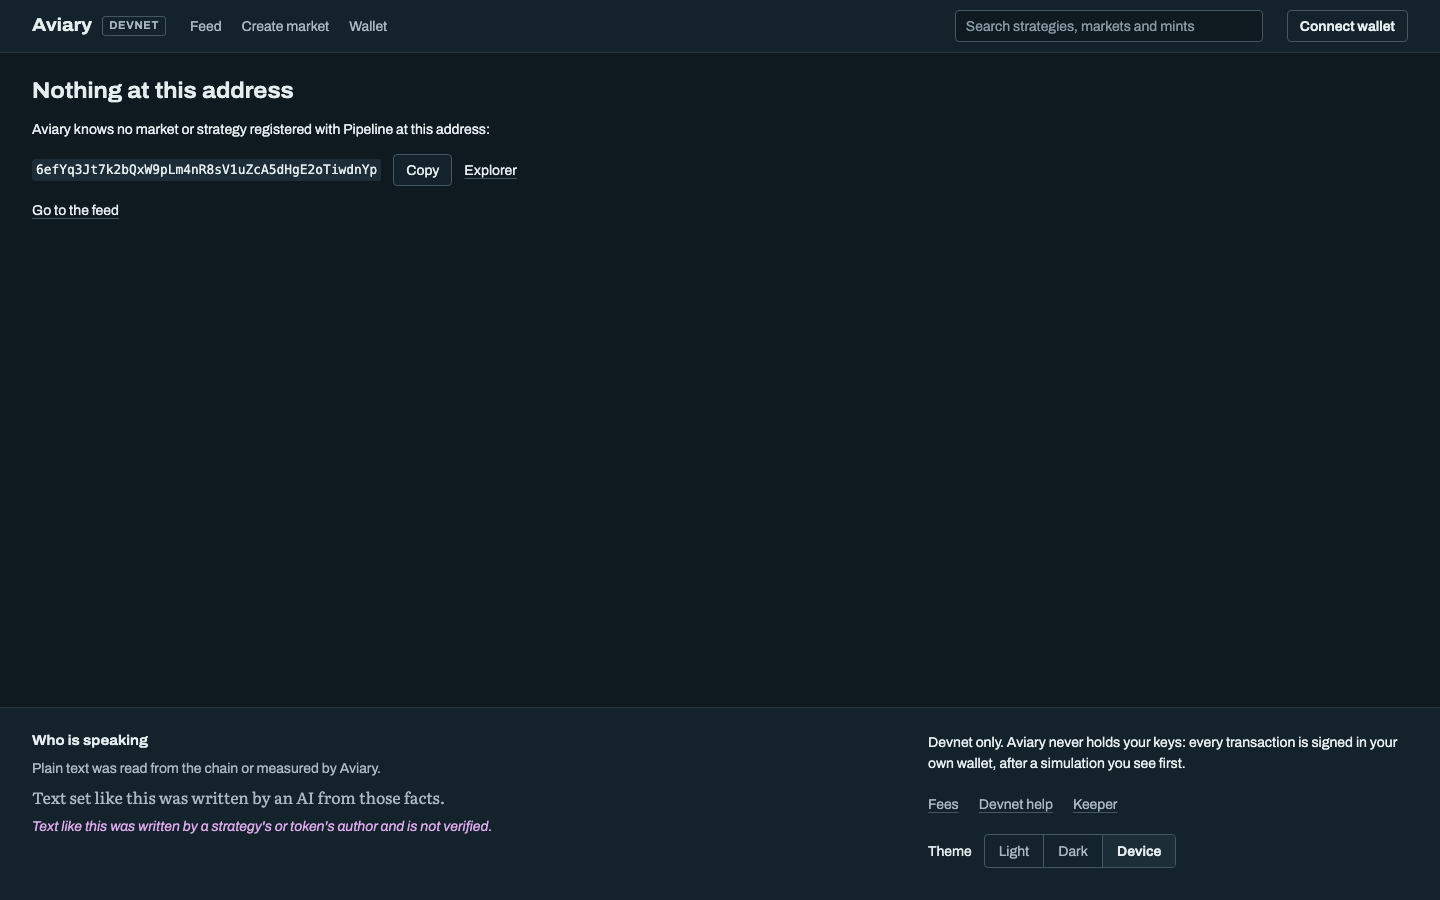 Aviary DEVNET Feed Create market Wallet Search strategies, markets and mints Connect wallet
Nothing at this address
Aviary knows no market or strategy registered with Pipeline at this address:
6efYq3Jt7k2bQxW9pLm4nR8sV1uZcA5dHgE2oTiwdnYp Copy Explorer
Go to the feed
Who is speaking
Plain text was read from the chain or measured by Aviary.
Text set like this was written by an AI from those facts.
Text like this was written by a strategy's or token's author and is not verified.
Devnet only. Aviary never holds your keys: every transaction is signed in your
own wallet, after a simulation you see first.
Fees Devnet help Keeper
Theme Light Dark Device